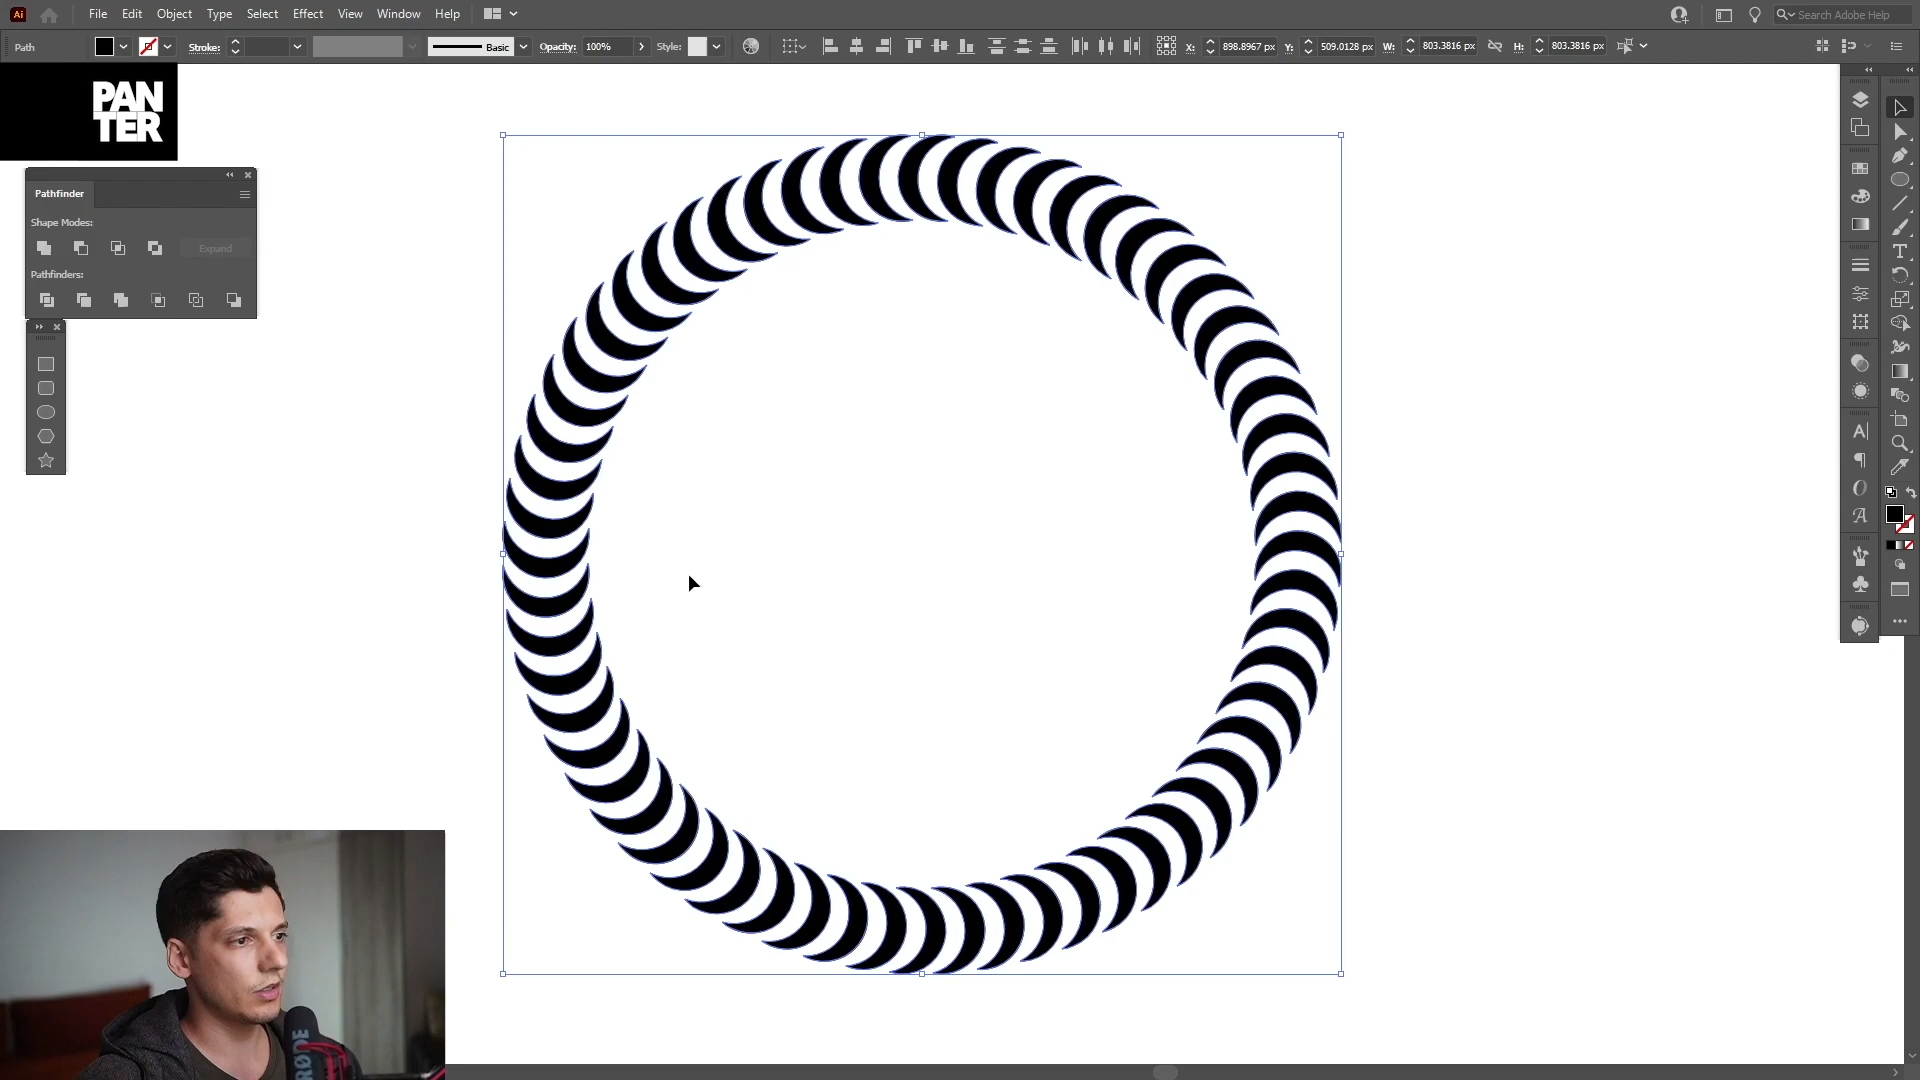 Ai File Edit Object Type Select Effect View Window Help Search Adobe Help
Path Stroke: Basic Opacity: 100% Style: X: 898.8967 px Y: 509.0128 px W: 803.3816 px H: 803.3816 px
PAN
TER
Pathfinder
Shape Modes:
Expand
Pathfinders:
RØDE